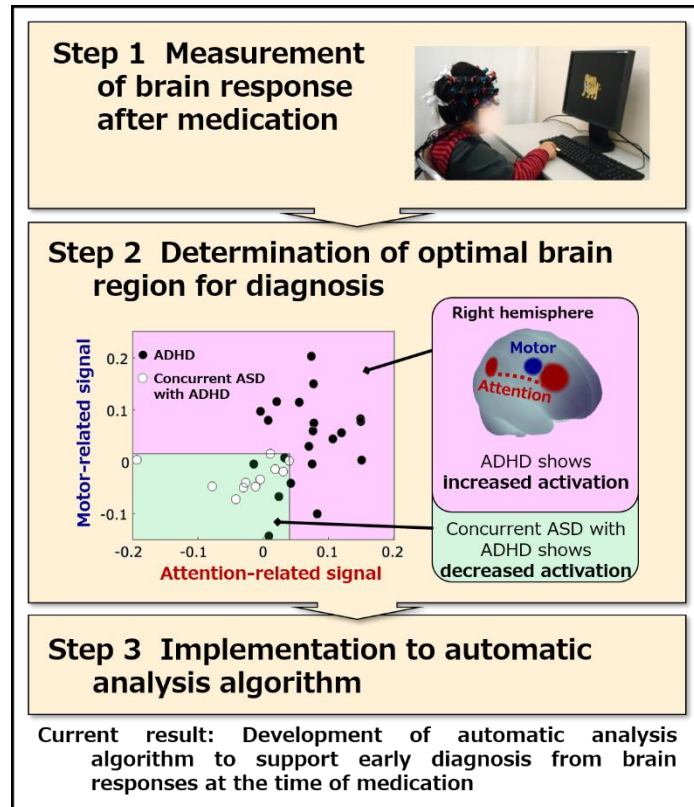 Step 1 Measurement
of brain response
after medication
Step 2 Determination of optimal brain
region for diagnosis
Right hemisphere
ADHD
Concurrent ASD
with ADHD
Motor-related signal
0.2
0.1
0
-0.1
-0.2
-0.1
0
0.1
0.2
Attention-related signal
Motor
Attention
ADHD shows
increased activation
Concurrent ASD with
ADHD shows
decreased activation
Step 3 Implementation to automatic
analysis algorithm
Current result: Development of automatic analysis
algorithm to support early diagnosis from brain
responses at the time of medication